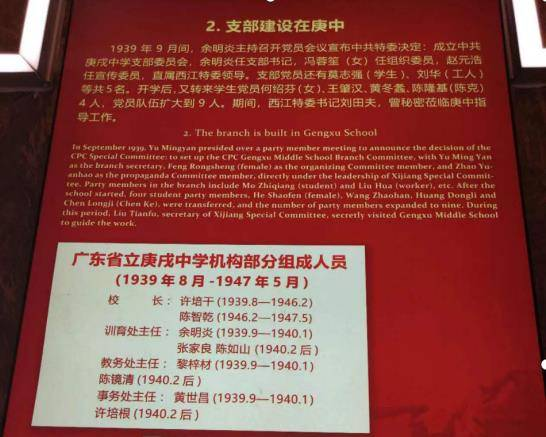 2. 支部建设在庚中
1939 年 9 月间，余明炎主持召开党员会议宣布中共特委决定：成立中共
庚戌中学支部委员会，余明炎任支部书记，冯蓉笙（女）任组织委员，赵元浩
任宣传委员，直属西江特委领导。支部党员还有莫志强（学生）、刘华（工人）
等共 5 名。开学后，又转来学生党员何绍芬(女)、王肇汉、黄冬蠡、陈隆基(陈克)
4 人，党员队伍扩大到 9 人。期间，西江特委书记刘田夫，曾秘密莅临庚中指
导工作。
2. The branch is built in Gengxu School
In September 1939, Yu Mingyan presided over a party member meeting to announce the decision of the
CPC Special Committee: to set up the CPC Gengxu Middle School Branch Committee, with Yu Ming Yan
as the branch secretary, Feng Rongsheng (female) as the organizing Committee member, and Zhao Yu-
anhao as the propaganda Committee member, directly under the leadership of Xijiang Special Commit-
tee. Party members in the branch include Mo Zhiqiang (student) and Liu Hua (worker), etc. After the
school started, four student party members, He Shaofen (female), Wang Zhaohan, Huang Dongli and
Chen Longji (Chen Ke), were transferred, and the number of party members expanded to nine. During
this period, Liu Tianfu, secretary of Xijiang Special Committee, secretly visited Gengxu Middle School
to guide the work.
广东省立庚戌中学机构部分组成人员
(1939 年 8 月 -1947 年 5 月)
校 长：许培干 (1939.8—1946.2)
陈智乾 (1946.2—1947.5)
训育处主任：余明炎 (1939.9—1940.1)
张家良 陈如山 (1940.2 后)
教务处主任：黎梓材 (1939.9—1940.1)
陈镜清 (1940.2 后)
事务处主任：黄世昌 (1939.9—1940.1)
许培根 (1940.2 后)